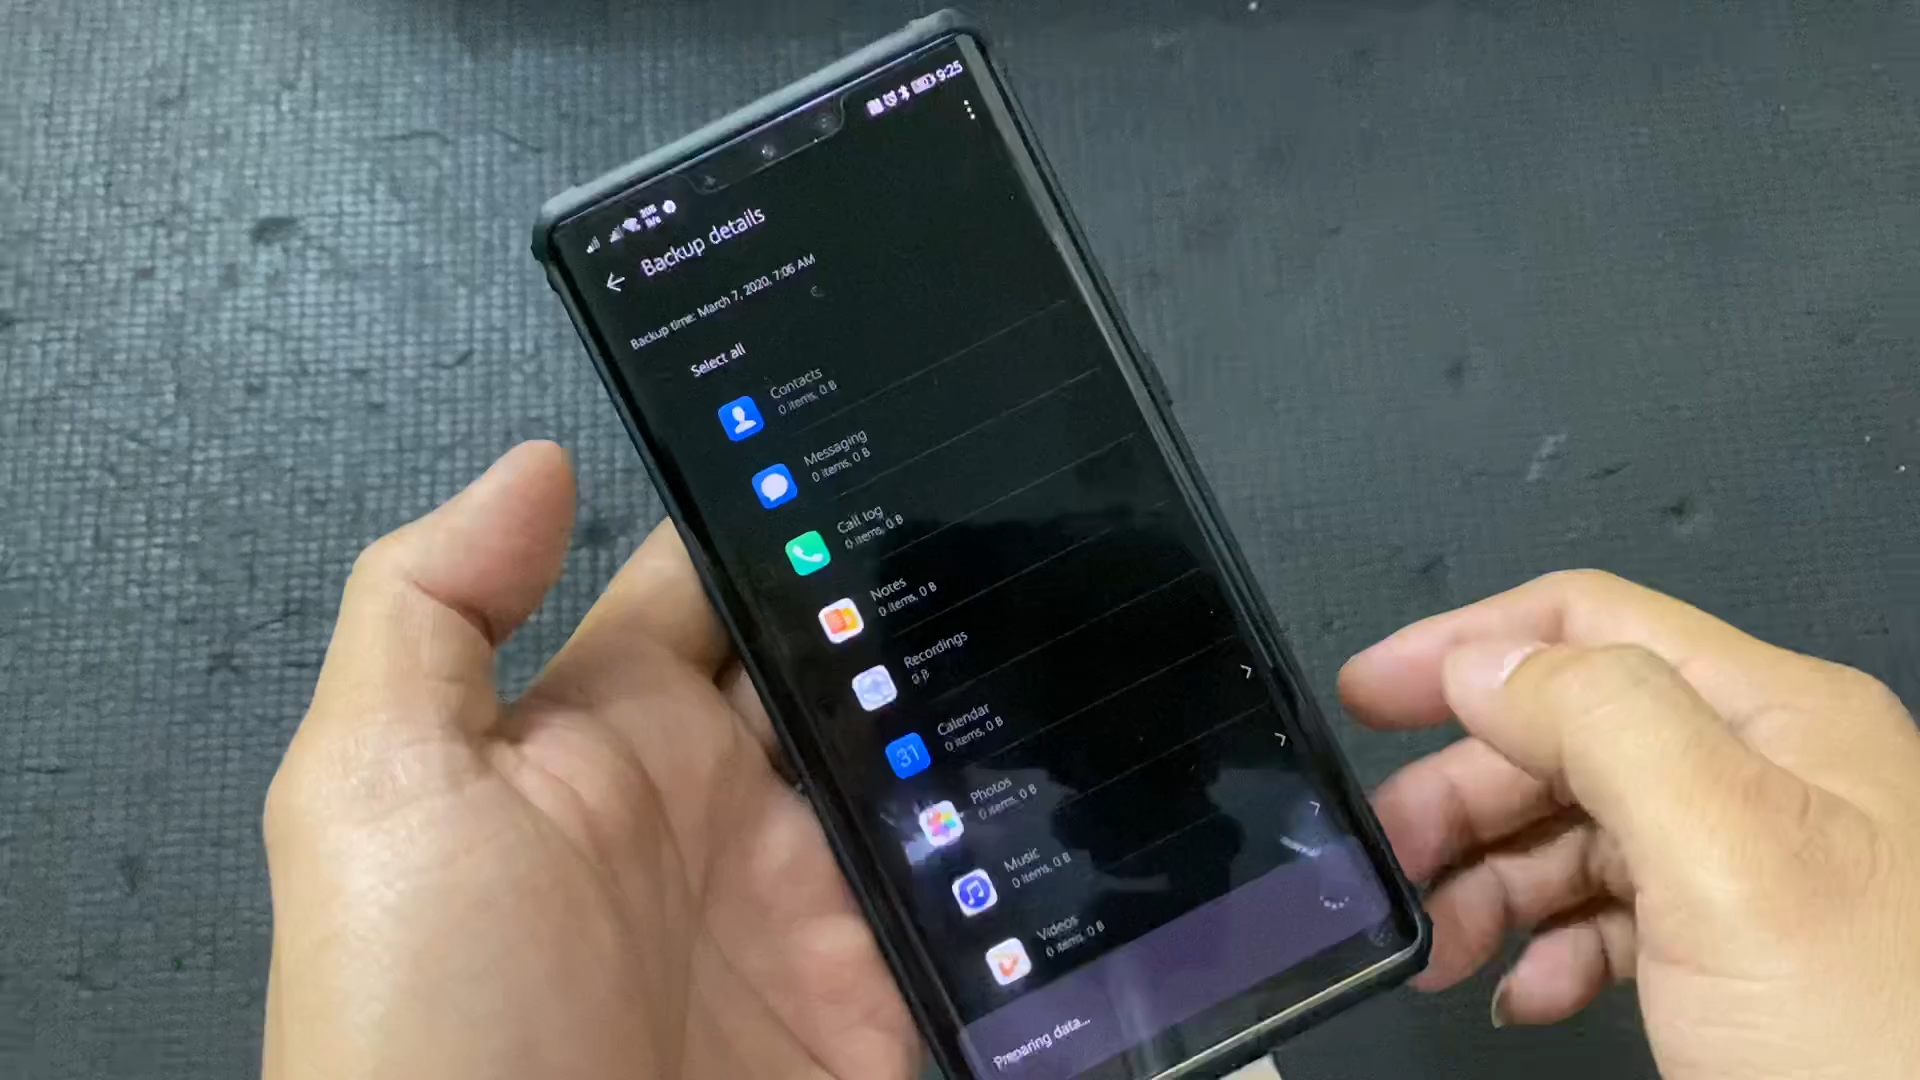 9:25
Backup details
Backup time: March 7, 2020, 7:06 AM
Select all
Contacts
0 items, 0 B
Messaging
0 items, 0 B
Call log
0 items, 0 B
Notes
0 items, 0 B
Recordings
0 B
Calendar
31
0 items, 0 B
Photos
0 items, 0 B
Music
0 items, 0 B
Videos
0 items, 0 B
Preparing data...